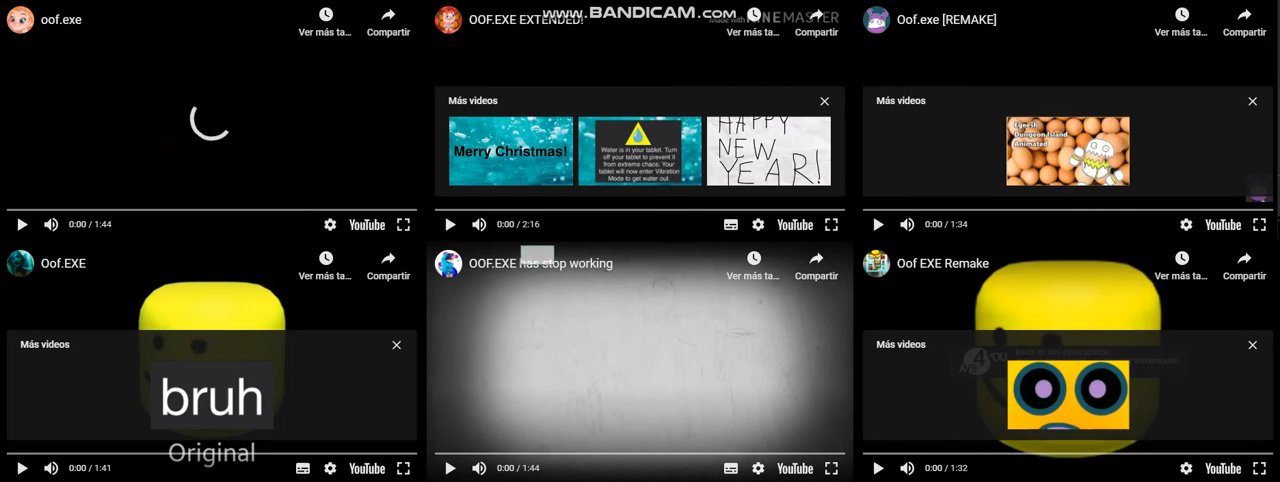 oof.exe
Ver más ta...
Compartir
0:00 / 1:44
YouTube
OOF.EXE EXTENDED!
www.BANDICAM.com
Made with KINEMASTER
Ver más ta...
Compartir
Más videos
Merry Christmas!
Water is in your tablet. Turn
off your tablet to prevent it
from extreme chaos. Your
tablet will now enter Vibration
Mode to get water out.
HAPPY
NEW
YEAR!
0:00 / 2:16
YouTube
Oof.exe [REMAKE]
Ver más ta...
Compartir
Más videos
Egeesh
Dungeon Island
Animated
0:00 / 1:34
YouTube
Oof.EXE
Ver más ta...
Compartir
Más videos
bruh
Original
0:00 / 1:41
YouTube
OOF.EXE has stop working
Ver más ta...
Compartir
0:00 / 1:44
YouTube
Oof EXE Remake
Ver más ta...
Compartir
Más videos
0:00 / 1:32
YouTube